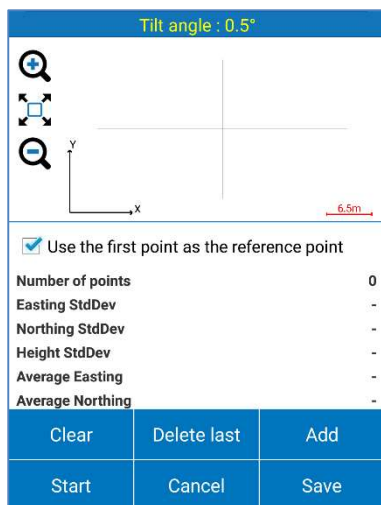 Tilt angle : 0.5°
Y
X
6.5m
Use the first point as the reference point
Number of points 0
Easting StdDev -
Northing StdDev -
Height StdDev -
Average Easting -
Average Northing -
Clear Delete last Add
Start Cancel Save